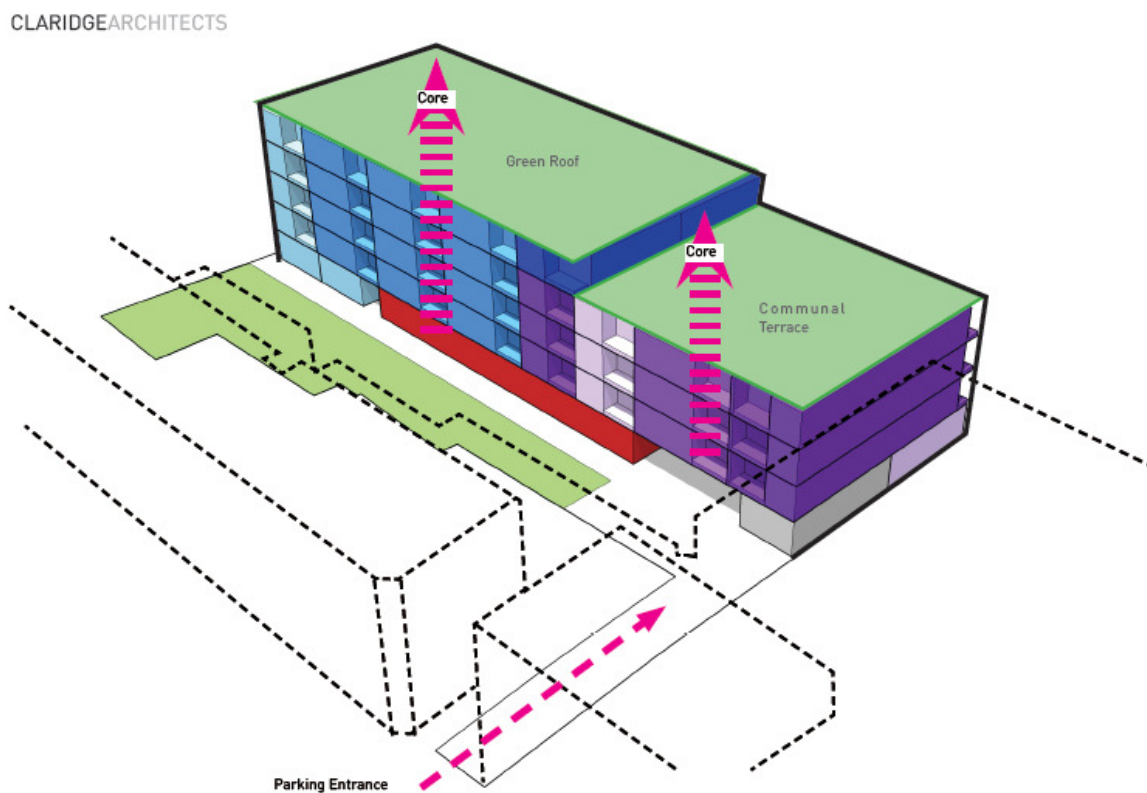 CLARIDGEARCHITECTS
Core
Green Roof
Core
Communal
Terrace
Parking Entrance